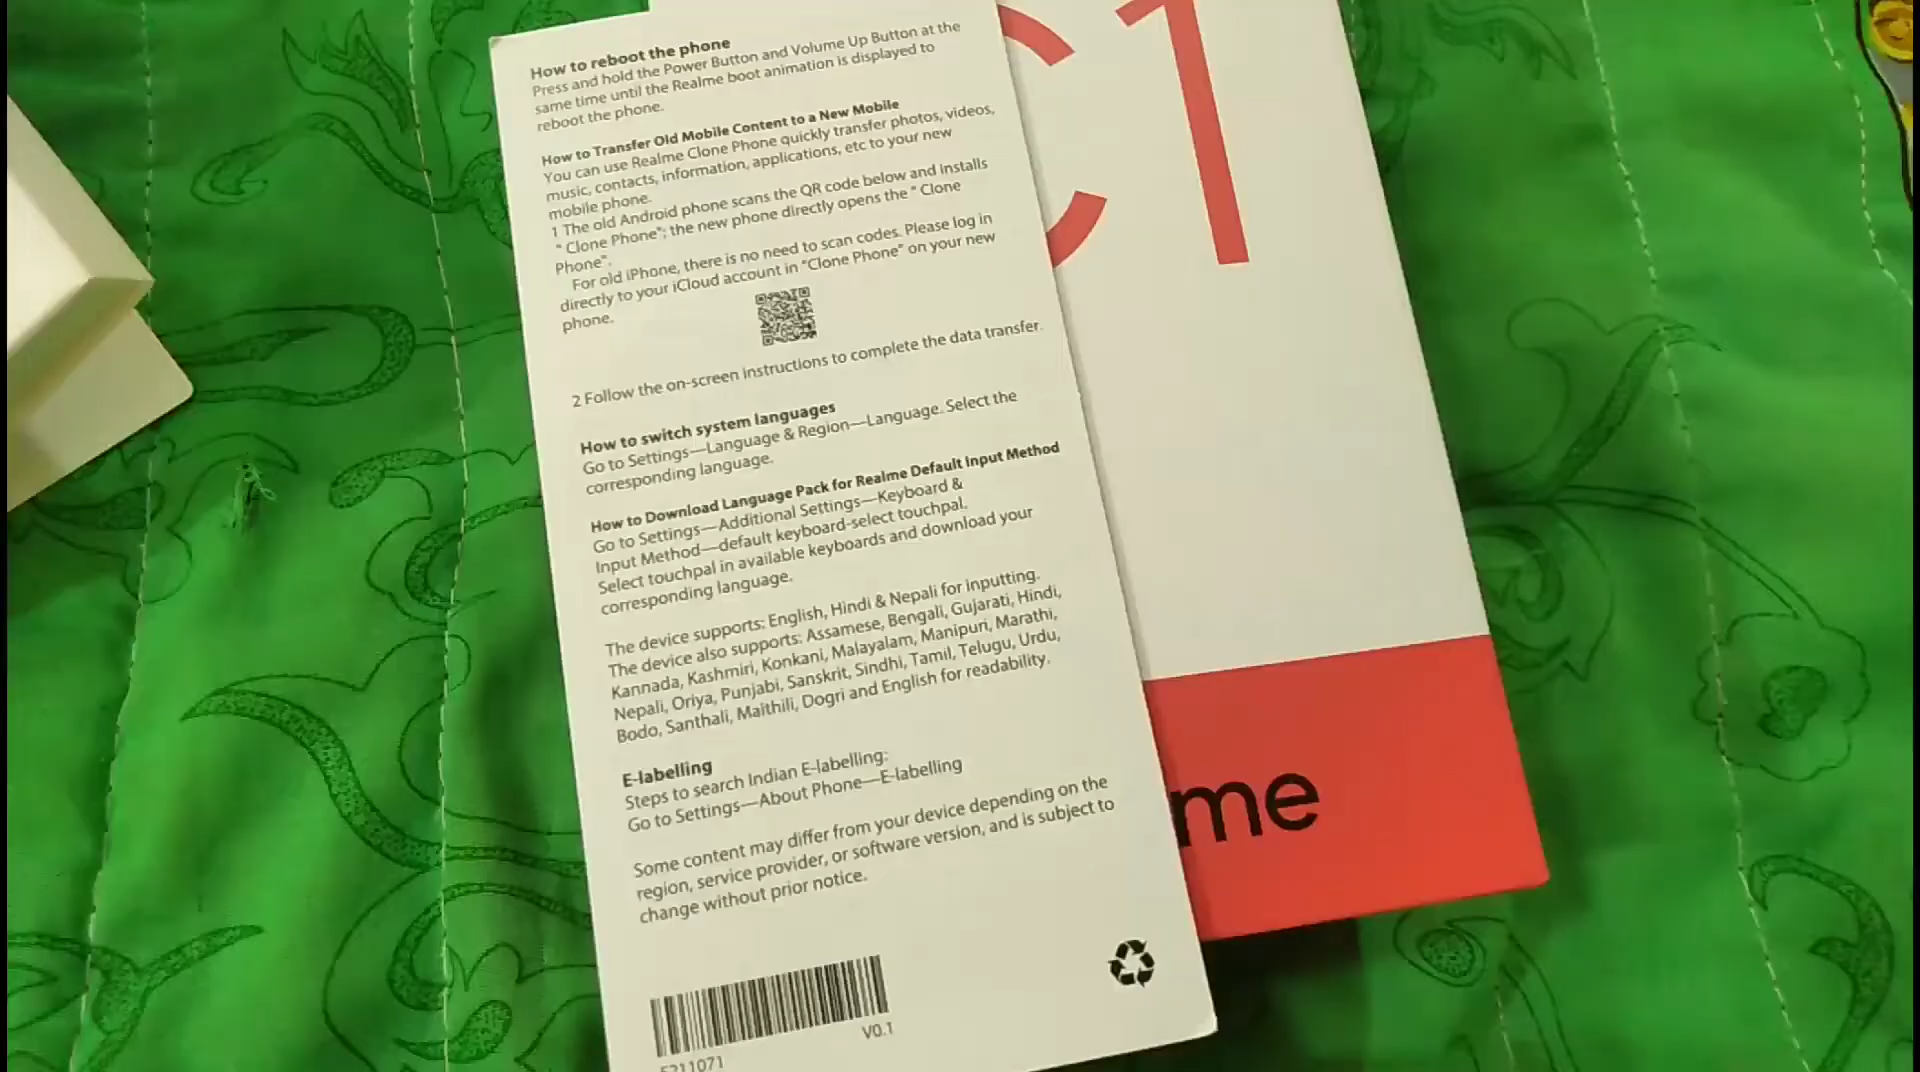 How to reboot the phone
Press and hold the Power Button and Volume Up Button at the
same time until the Realme boot animation is displayed to
reboot the phone.
How to Transfer Old Mobile Content to a New Mobile
You can use Realme Clone Phone quickly transfer photos, videos,
music, contacts, information, applications, etc to your new
mobile phone.
1 The old Android phone scans the QR code below and installs
" Clone Phone"; the new phone directly opens the " Clone
Phone".
For old iPhone, there is no need to scan codes. Please log in
directly to your iCloud account in "Clone Phone" on your new
phone.
2 Follow the on-screen instructions to complete the data transfer.
How to switch system languages
Go to Settings—Language & Region—Language. Select the
corresponding language.
How to Download Language Pack for Realme Default Input Method
Go to Settings—Additional Settings—Keyboard &
Input Method—default keyboard-select touchpal.
Select touchpal in available keyboards and download your
corresponding language.
The device supports: English, Hindi & Nepali for inputting.
The device also supports: Assamese, Bengali, Gujarati, Hindi,
Kannada, Kashmiri, Konkani, Malayalam, Manipuri, Marathi,
Nepali, Oriya, Punjabi, Sanskrit, Sindhi, Tamil, Telugu, Urdu,
Bodo, Santhali, Maithili, Dogri and English for readability.
E-labelling
Steps to search Indian E-labelling:
Go to Settings—About Phone—E-labelling
Some content may differ from your device depending on the
region, service provider, or software version, and is subject to
change without prior notice.
V0.1
C1
me